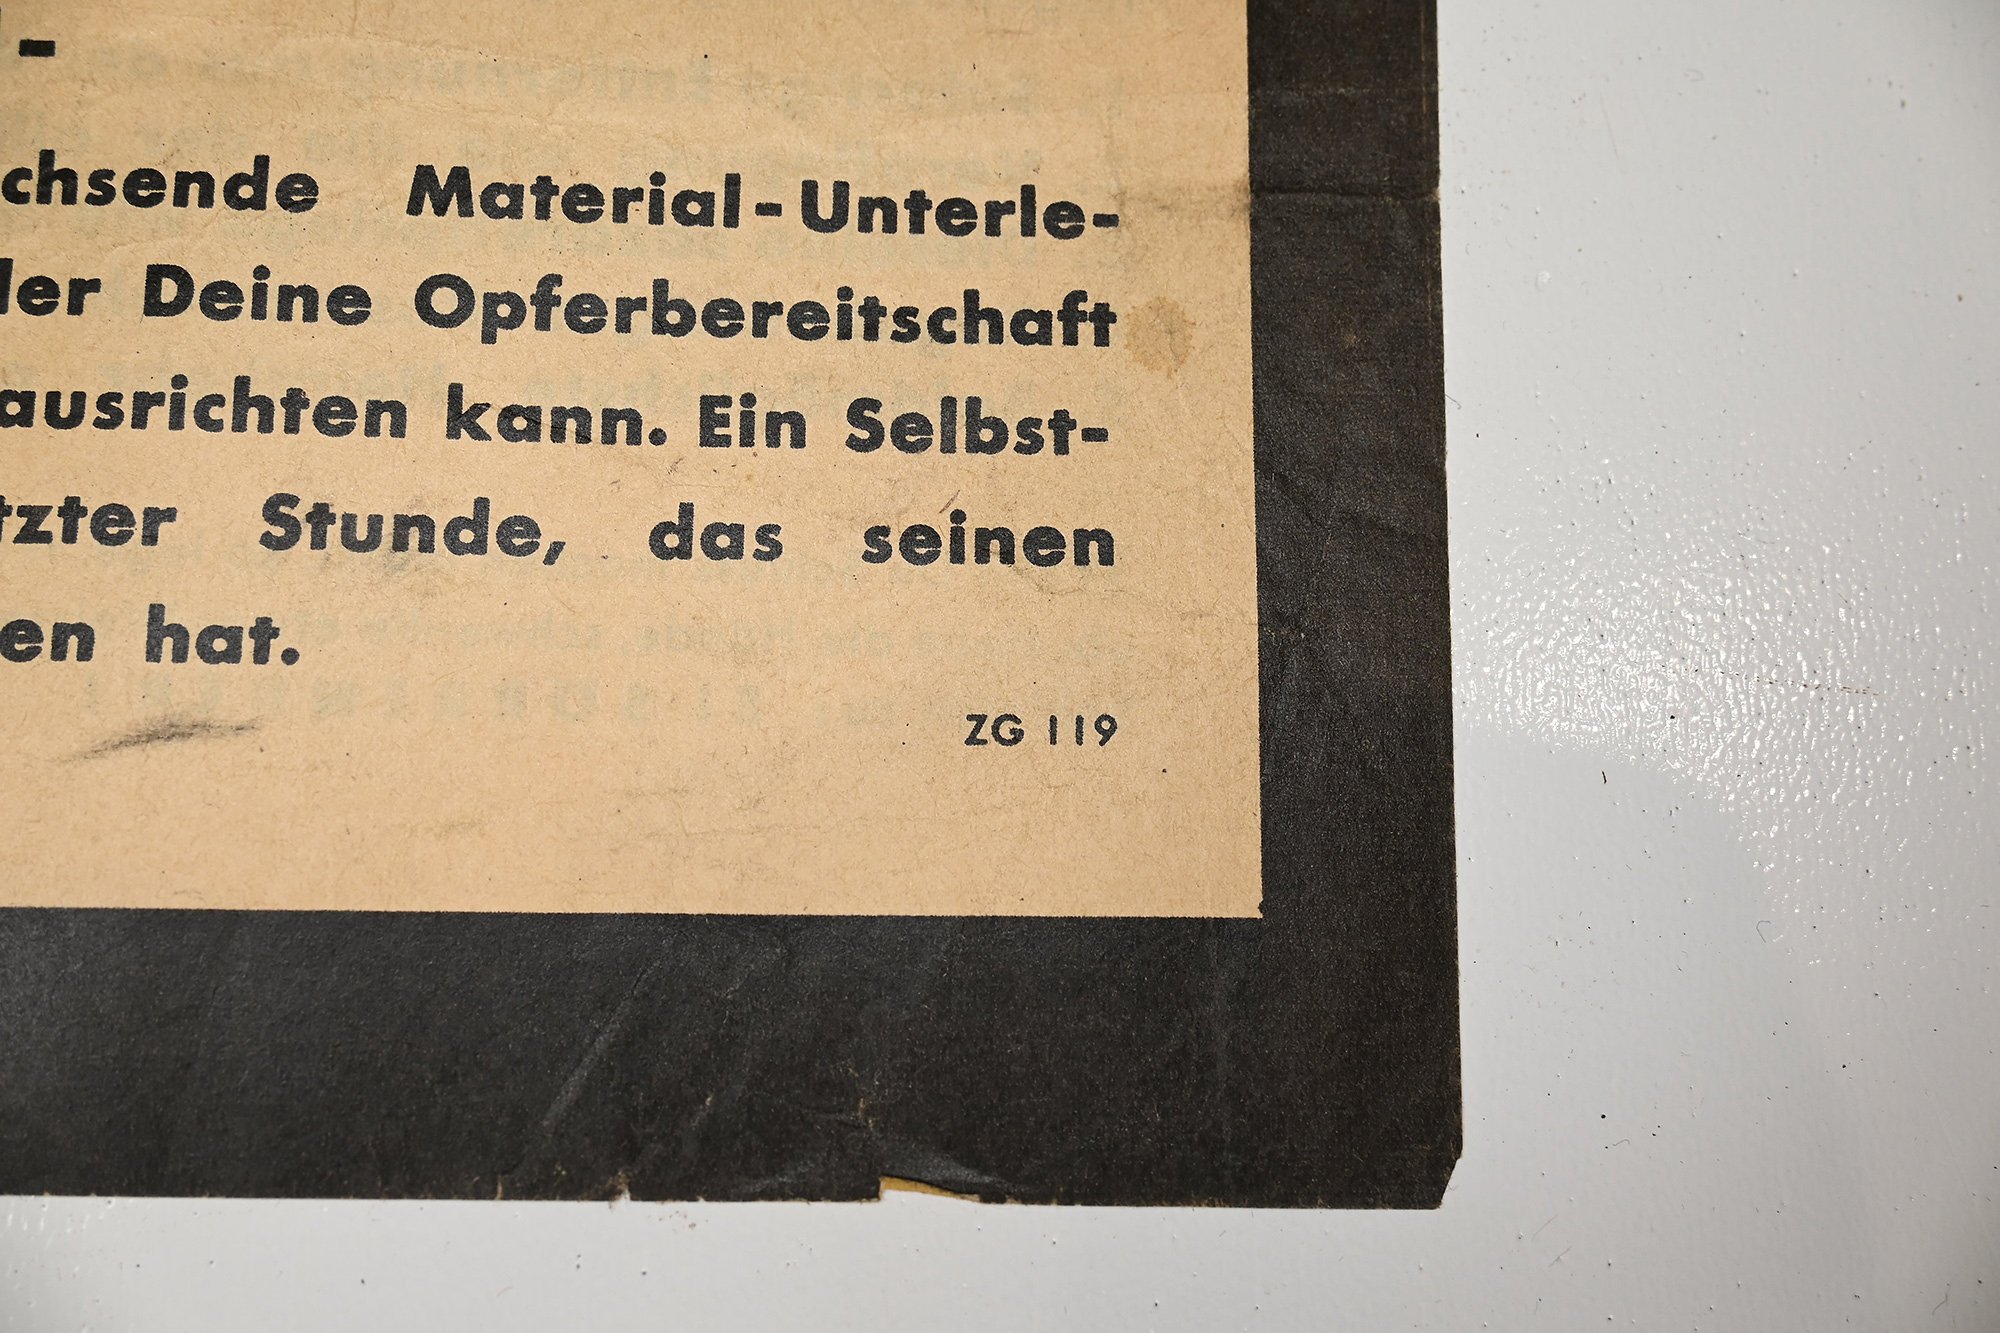 -
chsende Material-Unterle-
ler Deine Opferbereitschaft
ausrichten kann. Ein Selbst-
tzter Stunde, das seinen
en hat.
ZG 119